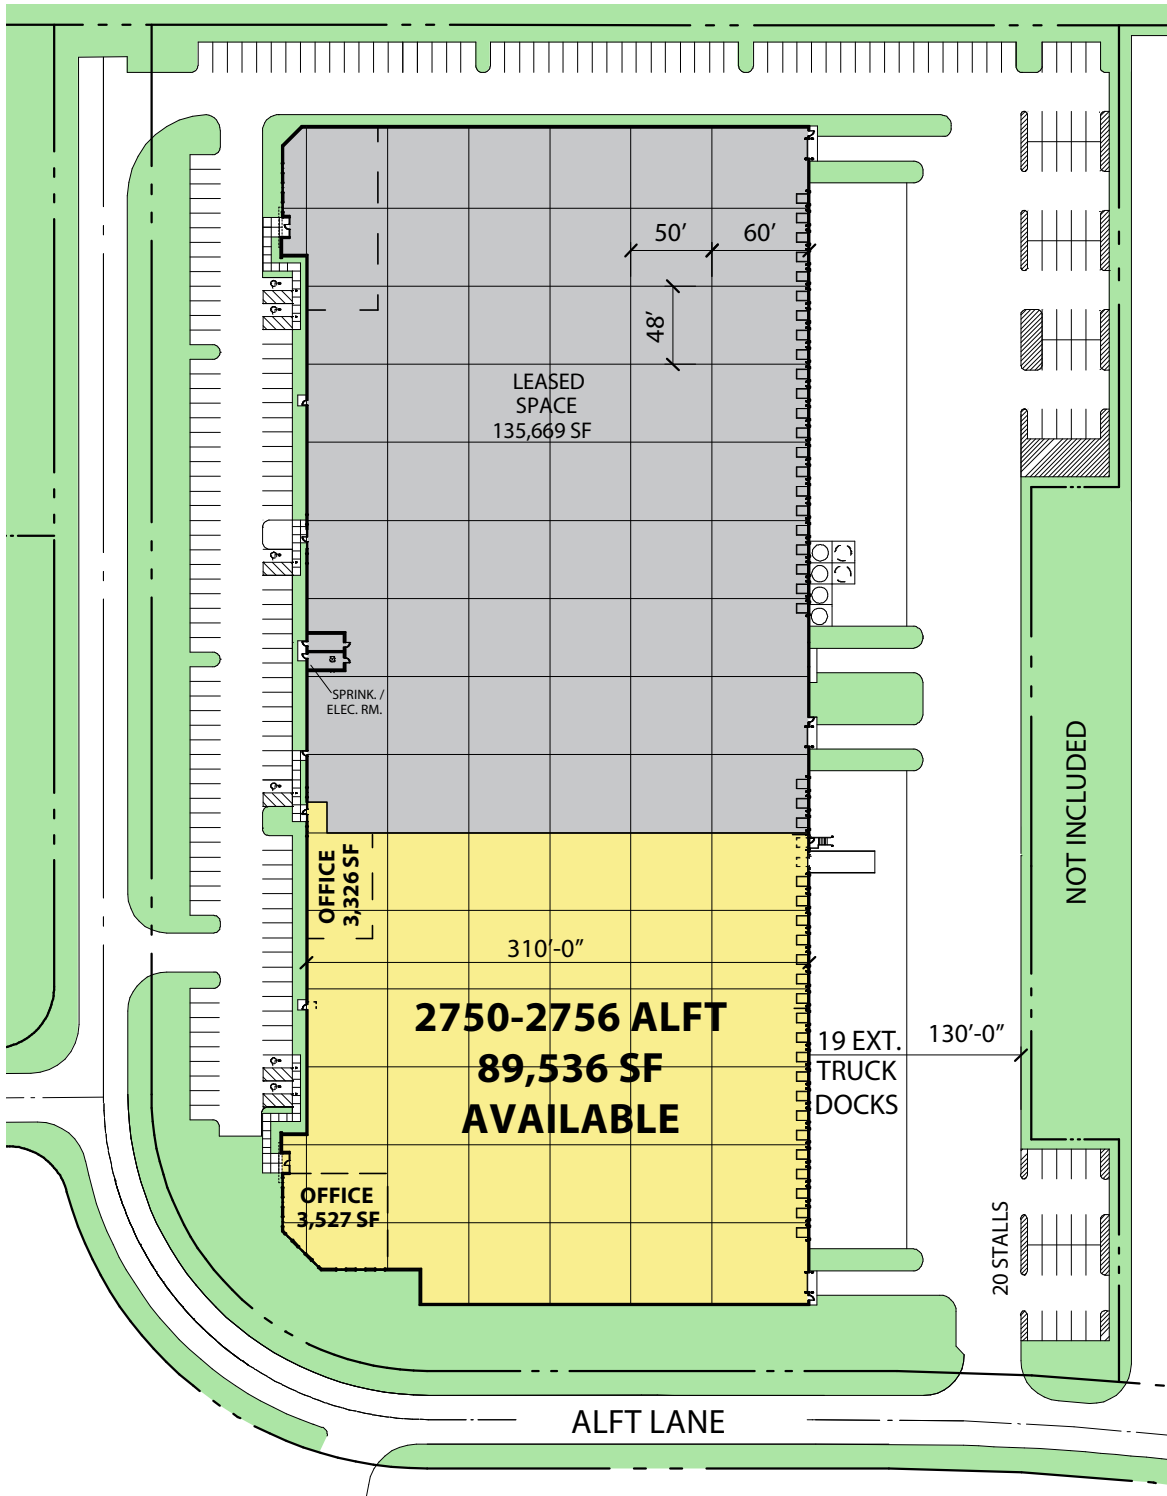 50’
60’
48’
LEASED
SPACE
135,669 SF
SPRINK. /
ELEC. RM.
NOT INCLUDED
OFFICE
3,326 SF
310’-0”
2750-2756 ALFT
89,536 SF
AVAILABLE
19 EXT.
TRUCK
DOCKS
130’-0”
OFFICE
3,527 SF
20 STALLS
ALFT LANE